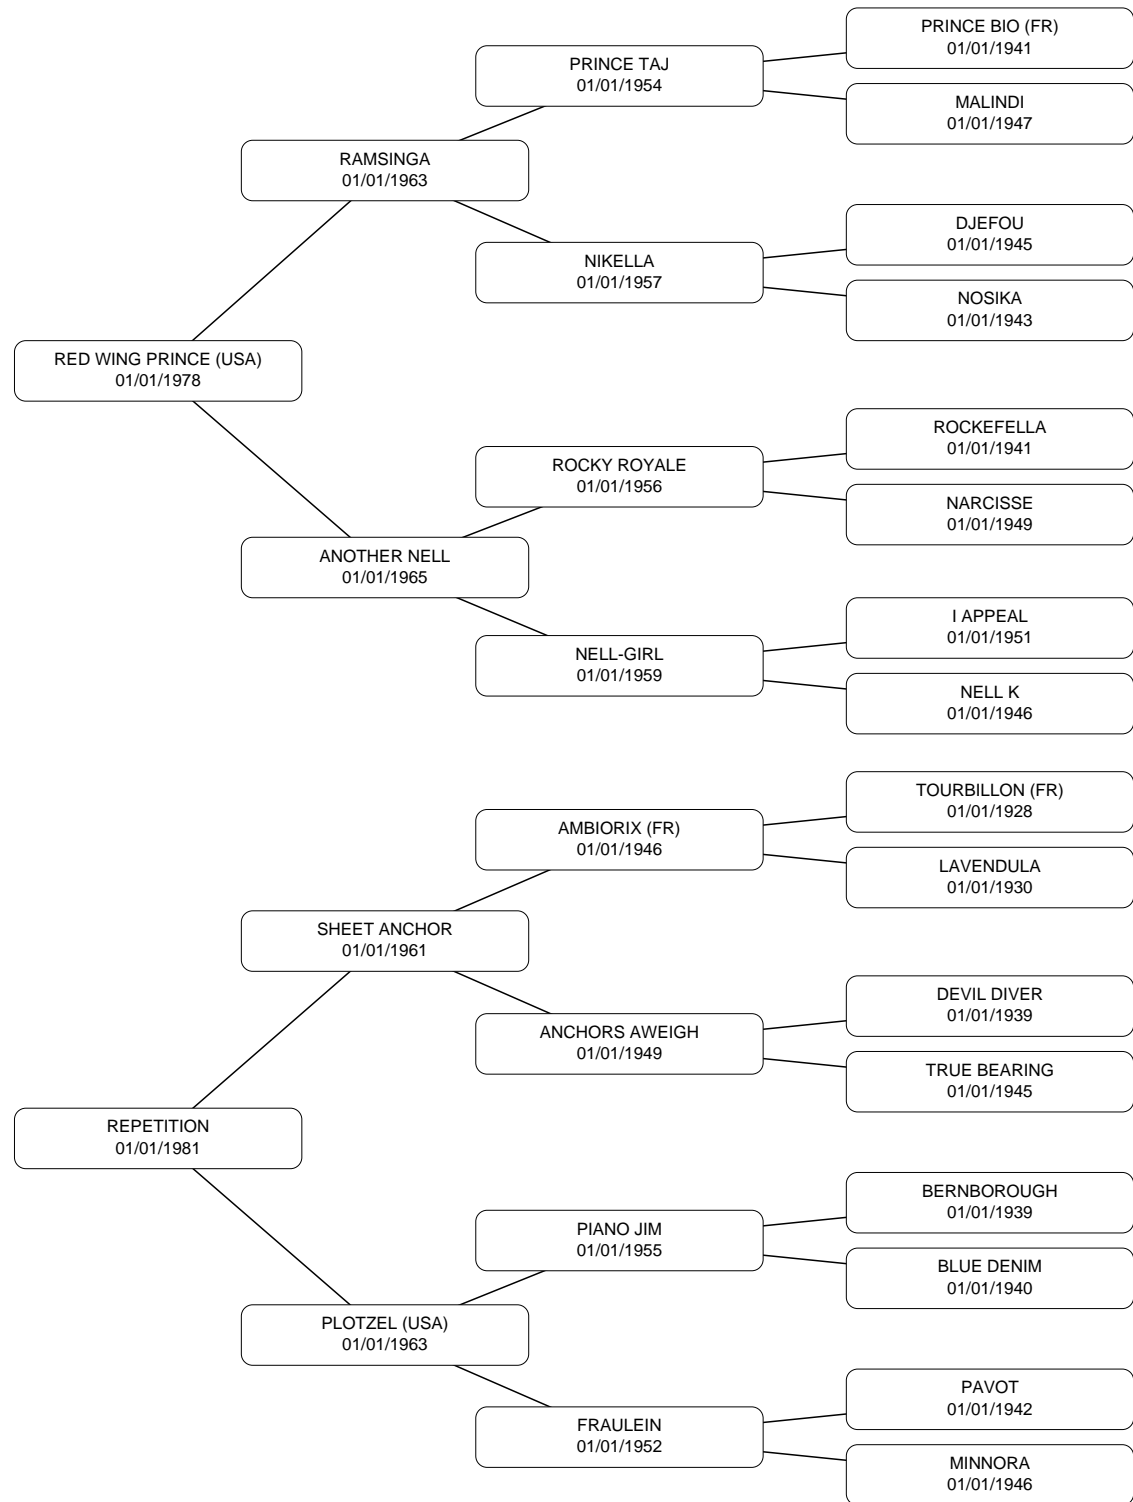 PRINCE BIO (FR)
01/01/1941
PRINCE TAJ
01/01/1954
MALINDI
01/01/1947
RAMSINGA
01/01/1963
DJEFOU
01/01/1945
NIKELLA
01/01/1957
NOSIKA
01/01/1943
RED WING PRINCE (USA)
01/01/1978
ROCKEFELLA
01/01/1941
ROCKY ROYALE
01/01/1956
NARCISSE
01/01/1949
ANOTHER NELL
01/01/1965
I APPEAL
01/01/1951
NELL-GIRL
01/01/1959
NELL K
01/01/1946
TOURBILLON (FR)
01/01/1928
AMBIORIX (FR)
01/01/1946
LAVENDULA
01/01/1930
SHEET ANCHOR
01/01/1961
DEVIL DIVER
01/01/1939
ANCHORS AWEIGH
01/01/1949
TRUE BEARING
01/01/1945
REPETITION
01/01/1981
BERNBOROUGH
01/01/1939
PIANO JIM
01/01/1955
BLUE DENIM
01/01/1940
PLOTZEL (USA)
01/01/1963
PAVOT
01/01/1942
FRAULEIN
01/01/1952
MINNORA
01/01/1946